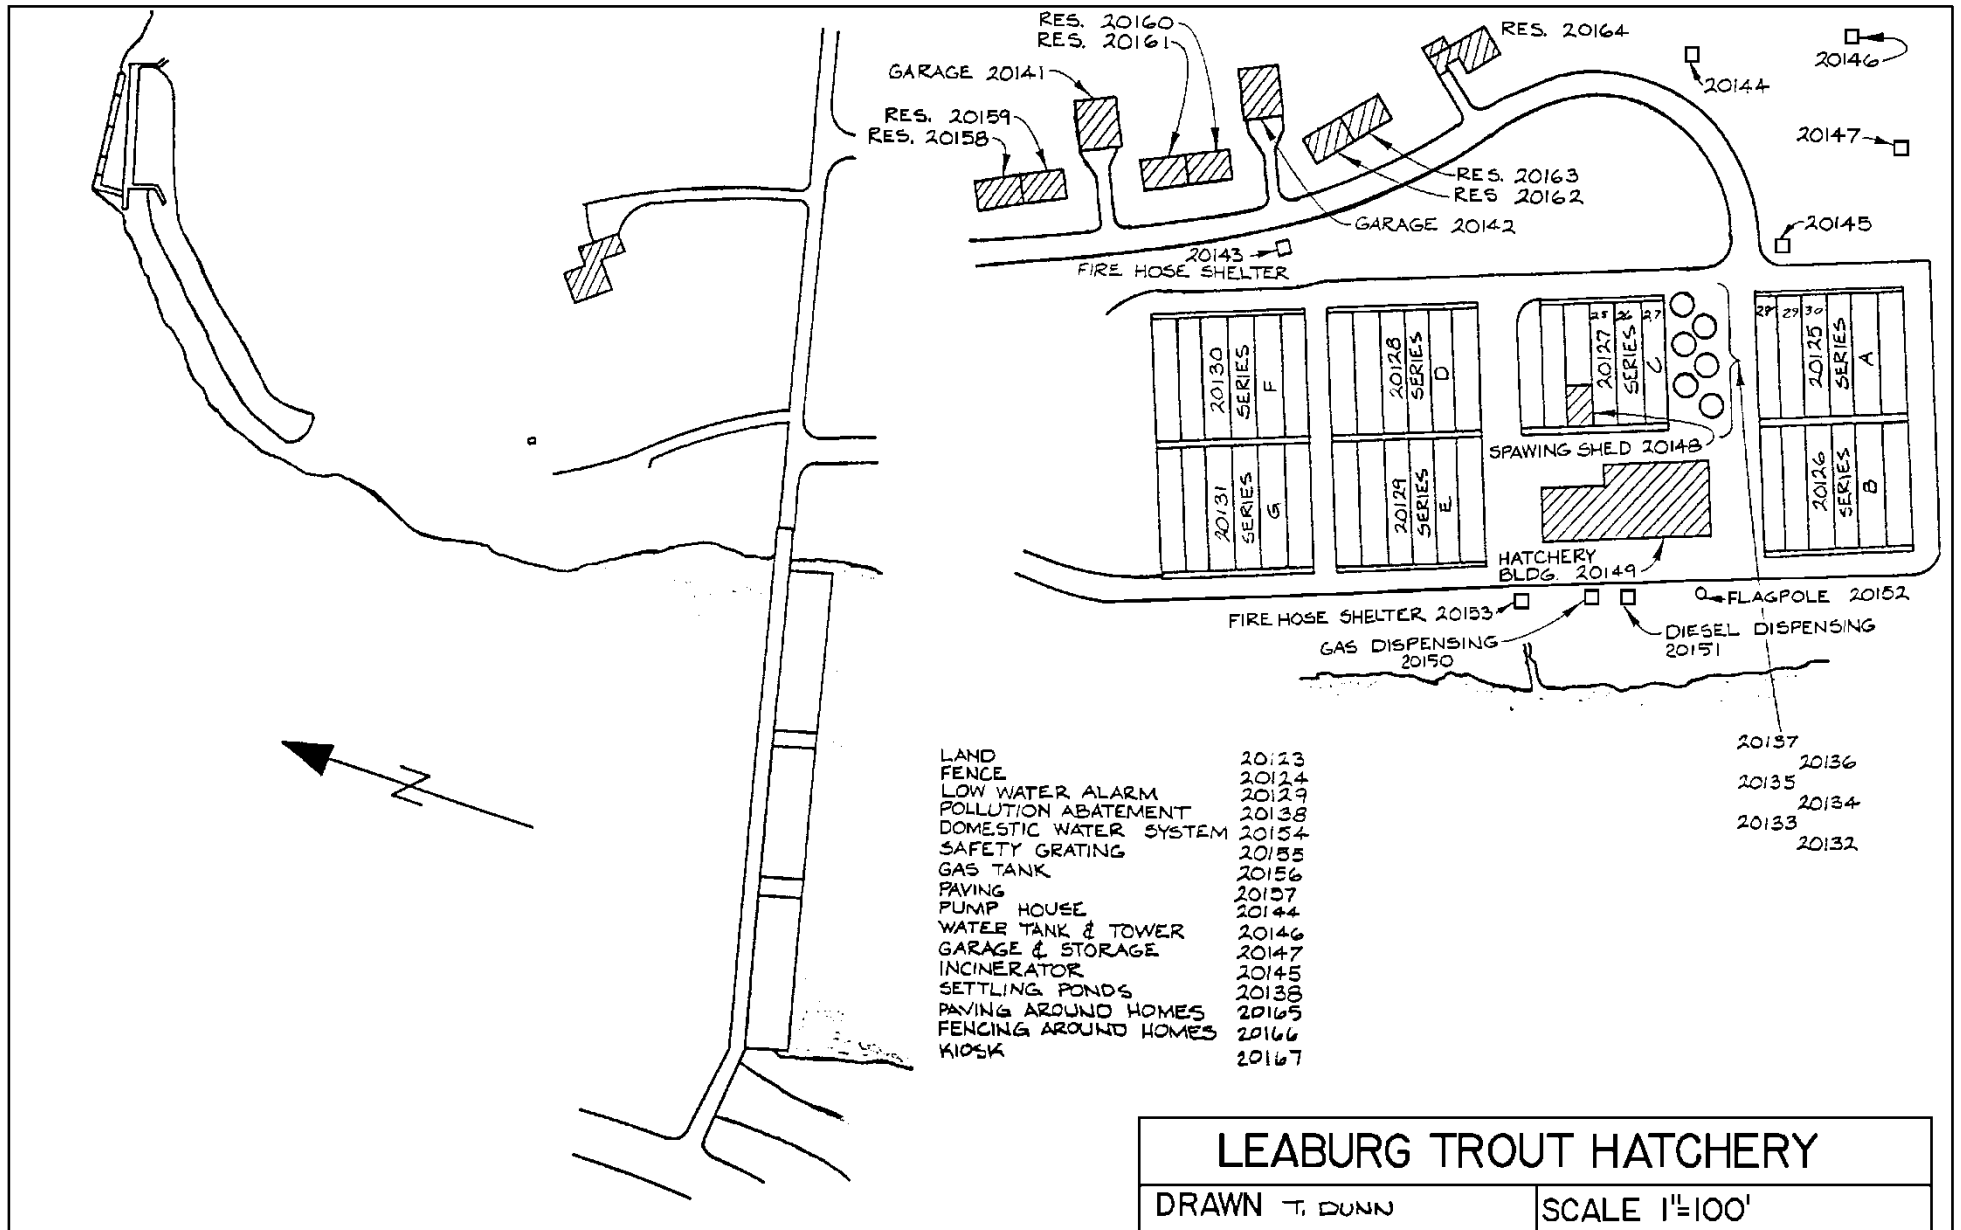 RES. 20160
RES. 20161
GARAGE 20141
RES. 20159
RES. 20158
RES. 20164
20144
20146
20147
20145
RES. 20163
RES 20162
GARAGE 20142
20143
FIRE HOSE SHELTER
20130
SERIES
F
20128
SERIES
D
25 26 27
20127
SERIES
C
28 29 30
20125
SERIES
A
SPAWING SHED 20148
20131
SERIES
G
20129
SERIES
E
20126
SERIES
B
HATCHERY
BLDG. 20149
FIRE HOSE SHELTER 20153
GAS DISPENSING
20150
FLAGPOLE 20152
DIESEL DISPENSING
20151
N
20137
20136
20135
20134
20133
20132
LAND 20123
FENCE 20124
LOW WATER ALARM 20129
POLLUTION ABATEMENT 20138
DOMESTIC WATER SYSTEM 20154
SAFETY GRATING 20155
GAS TANK 20156
PAVING 20157
PUMP HOUSE 20144
WATER TANK & TOWER 20146
GARAGE & STORAGE 20147
INCINERATOR 20145
SETTLING PONDS 20138
PAVING AROUND HOMES 20165
FENCING AROUND HOMES 20166
KIOSK 20167
LEABURG TROUT HATCHERY
DRAWN T. DUNN
SCALE 1"=100'